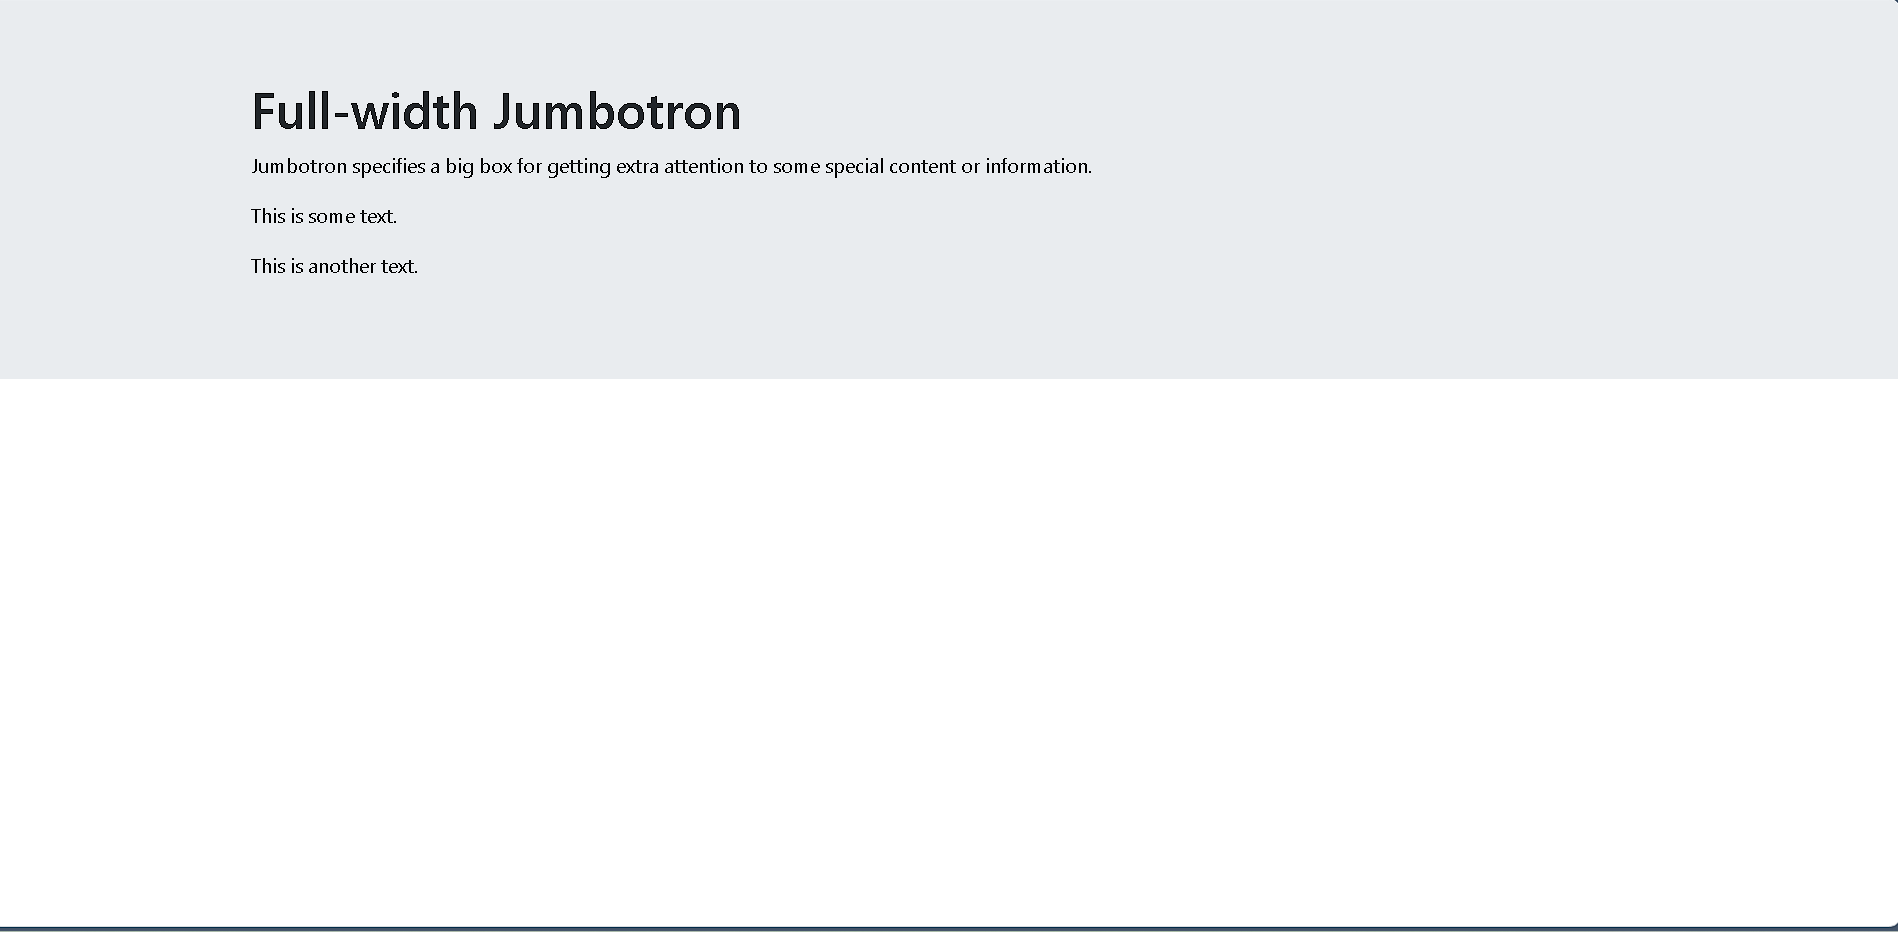 Full-width Jumbotron
Jumbotron specifies a big box for getting extra attention to some special content or information.
This is some text.
This is another text.